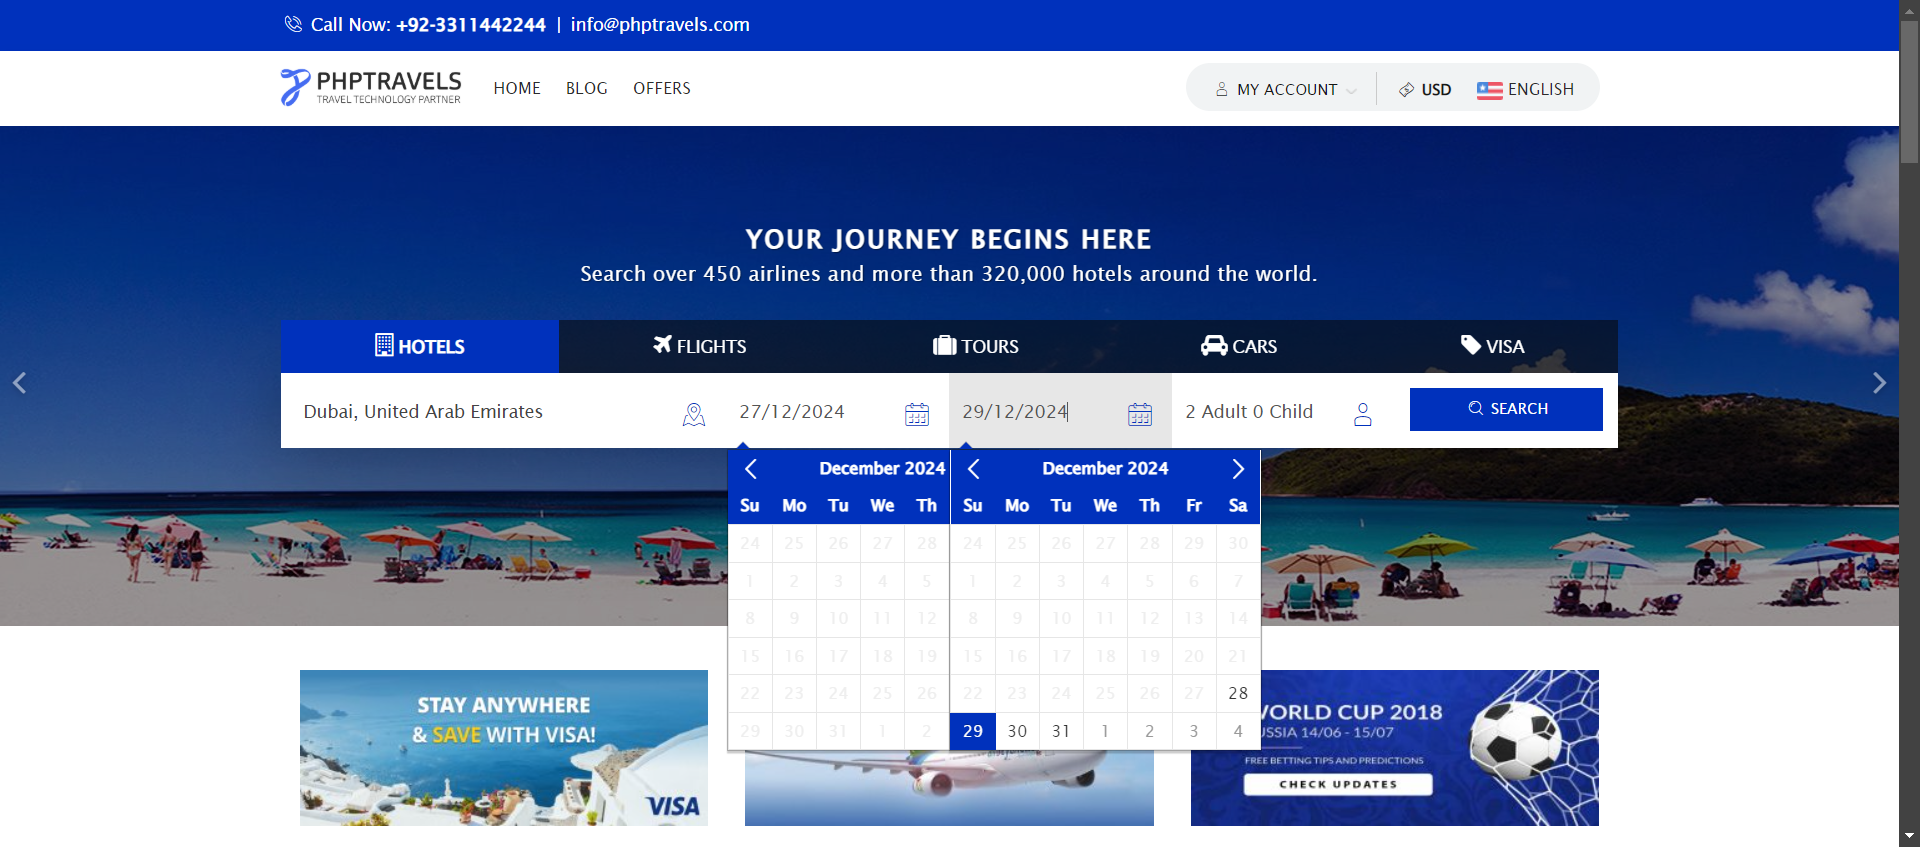 Call Now: +92-3311442244 | info@phptravels.com
PHPTRAVELS
TRAVEL TECHNOLOGY PARTNER
HOME BLOG OFFERS
MY ACCOUNT USD ENGLISH
YOUR JOURNEY BEGINS HERE
Search over 450 airlines and more than 320,000 hotels around the world.
HOTELS FLIGHTS TOURS CARS VISA
Dubai, United Arab Emirates 27/12/2024 29/12/2024 2 Adult 0 Child SEARCH
December 2024
Su Mo Tu We Th
24 25 26 27 28
1 2 3 4 5
8 9 10 11 12
15 16 17 18 19
22 23 24 25 26
29 30 31 1 2
December 2024
Su Mo Tu We Th Fr Sa
24 25 26 27 28 29 30
1 2 3 4 5 6 7
8 9 10 11 12 13 14
15 16 17 18 19 20 21
22 23 24 25 26 27 28
29 30 31 1 2 3 4
STAY ANYWHERE
& SAVE WITH VISA!
VISA
WORLD CUP 2018
RUSSIA 14/06 - 15/07
FREE BETTING TIPS AND PREDICTIONS
CHECK UPDATES